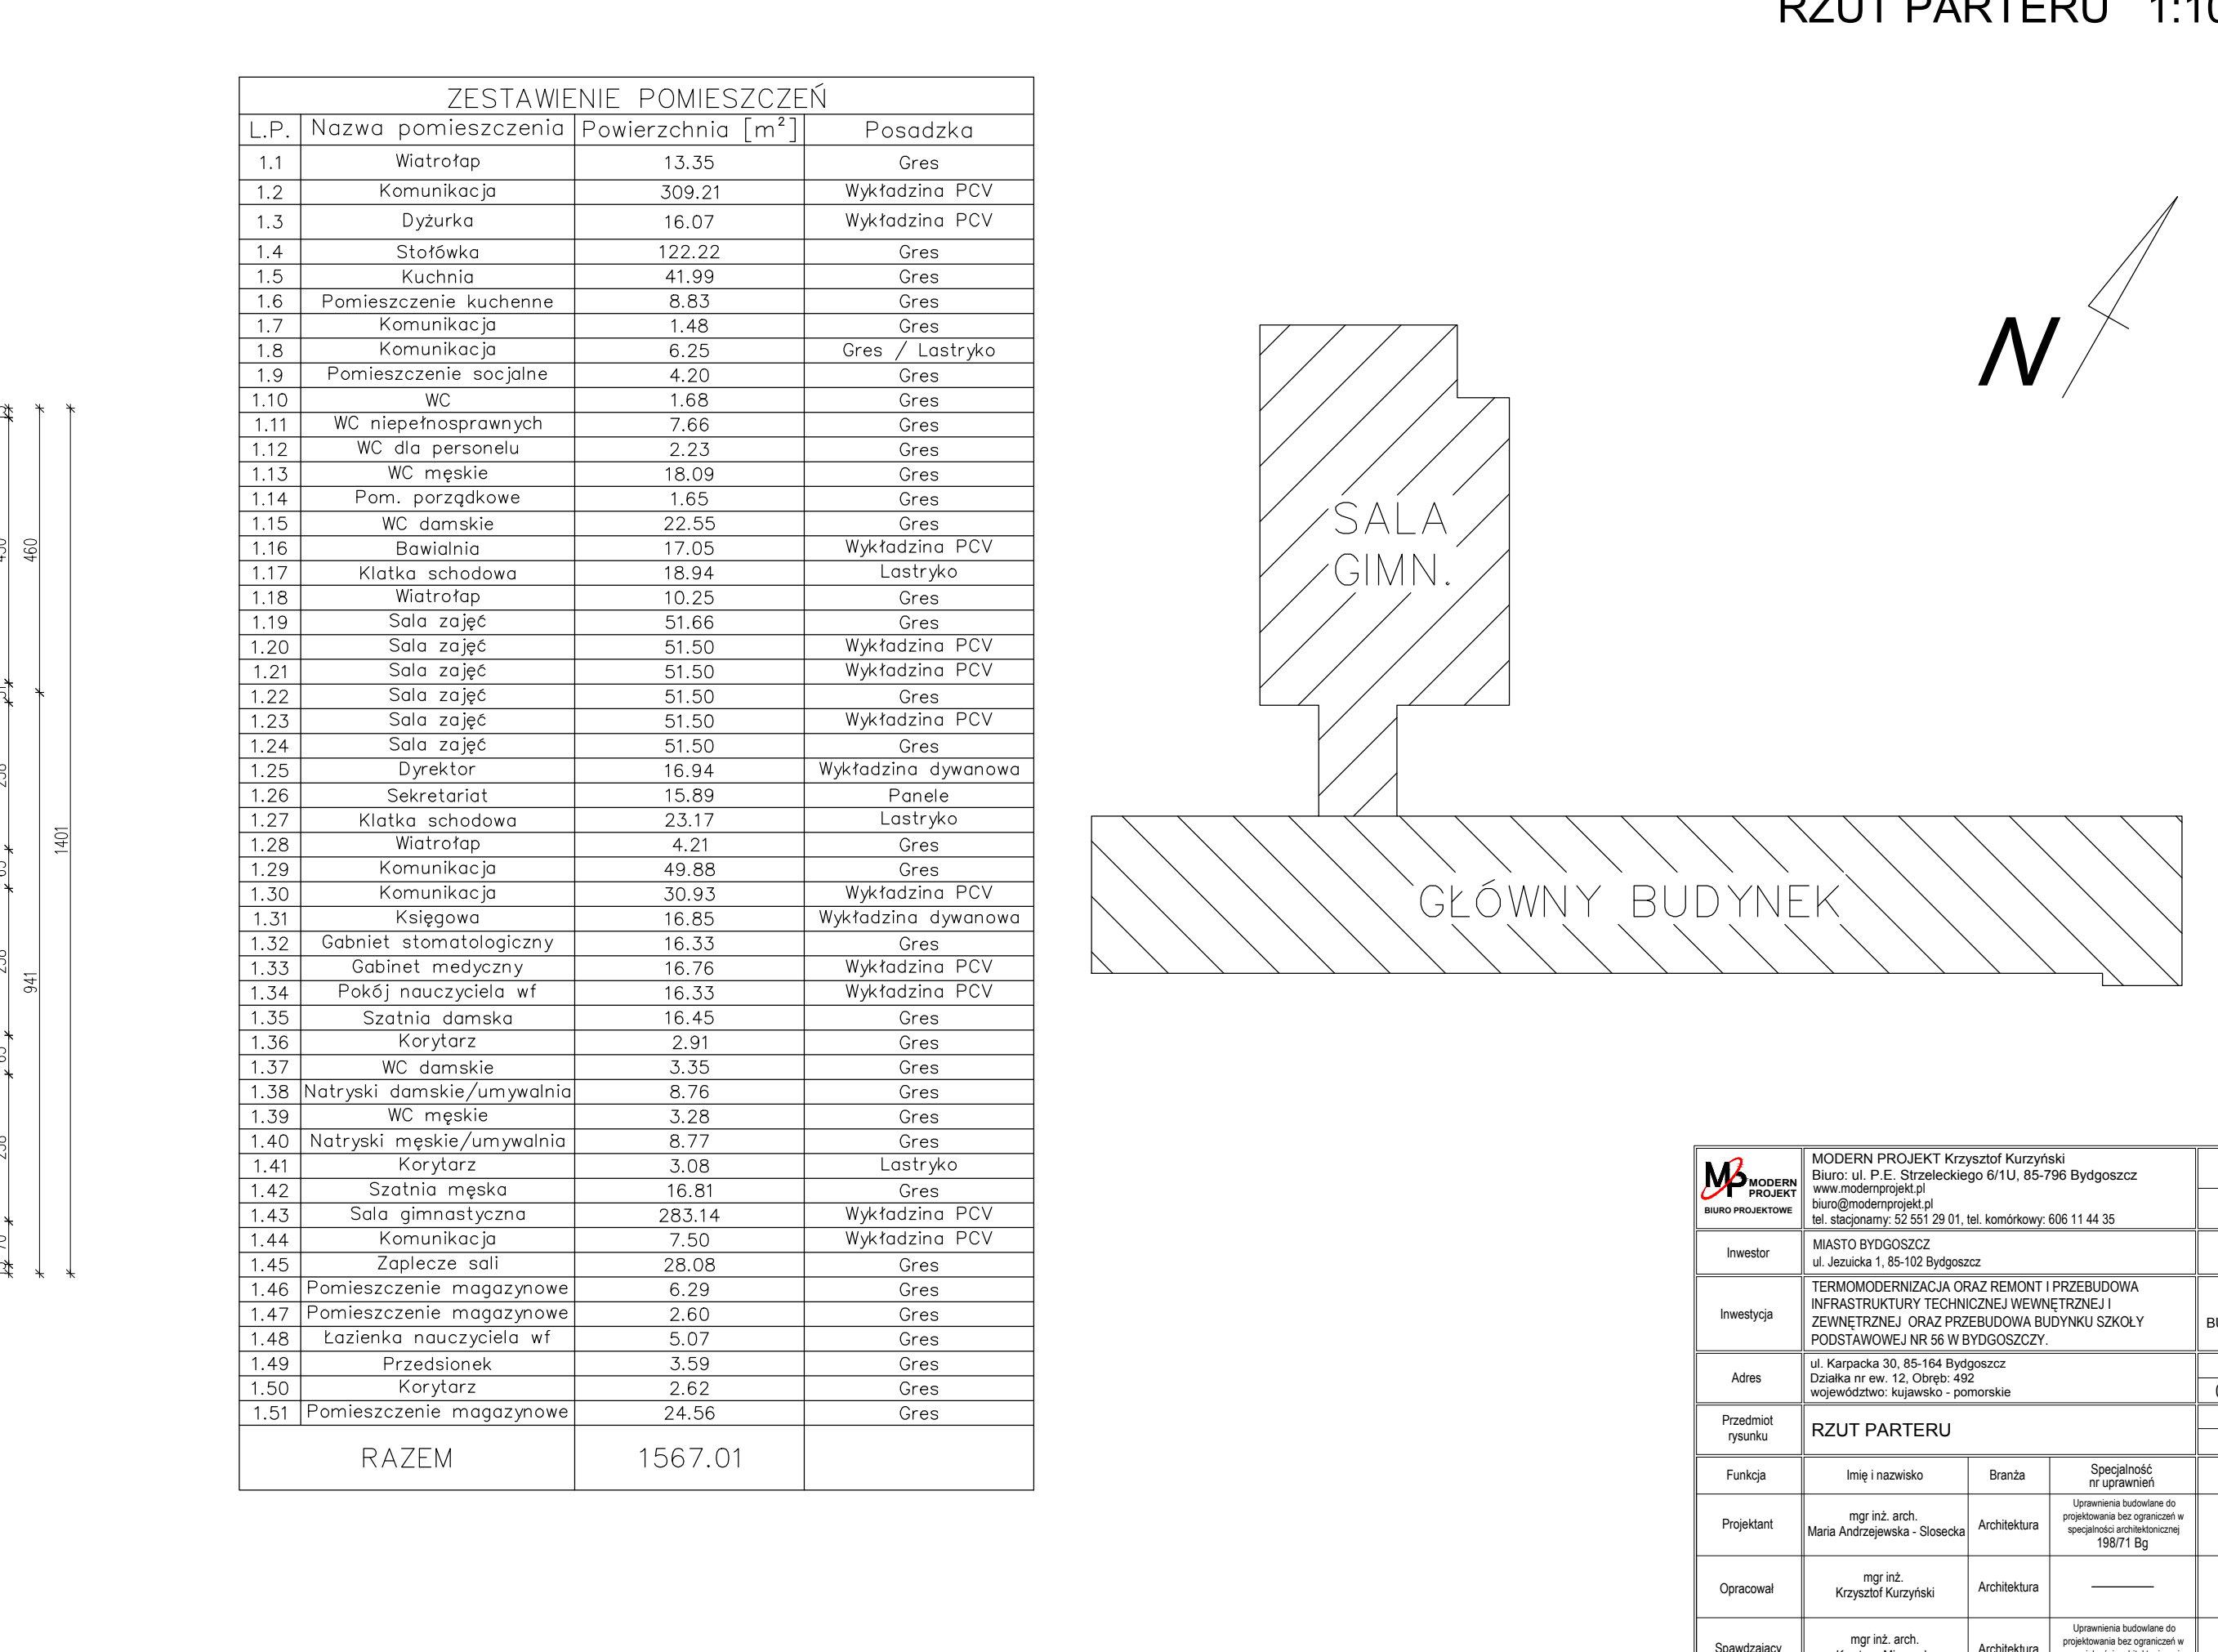 RZUT PARTERU 1:10
ZESTAWIENIE POMIESZCZEŃ
L.P. Nazwa pomieszczenia Powierzchnia [m²] Posadzka
1.1 Wiatrołap 13.35 Gres
1.2 Komunikacja 309.21 Wykładzina PCV
1.3 Dyżurka 16.07 Wykładzina PCV
1.4 Stołówka 122.22 Gres
1.5 Kuchnia 41.99 Gres
1.6 Pomieszczenie kuchenne 8.83 Gres
1.7 Komunikacja 1.48 Gres
1.8 Komunikacja 6.25 Gres / Lastryko
1.9 Pomieszczenie socjalne 4.20 Gres
1.10 WC 1.68 Gres
1.11 WC niepełnosprawnych 7.66 Gres
1.12 WC dla personelu 2.23 Gres
1.13 WC męskie 18.09 Gres
1.14 Pom. porządkowe 1.65 Gres
1.15 WC damskie 22.55 Gres
1.16 Bawialnia 17.05 Wykładzina PCV
1.17 Klatka schodowa 18.94 Lastryko
1.18 Wiatrołap 10.25 Gres
1.19 Sala zajęć 51.66 Gres
1.20 Sala zajęć 51.50 Wykładzina PCV
1.21 Sala zajęć 51.50 Wykładzina PCV
1.22 Sala zajęć 51.50 Gres
1.23 Sala zajęć 51.50 Wykładzina PCV
1.24 Sala zajęć 51.50 Gres
1.25 Dyrektor 16.94 Wykładzina dywanowa
1.26 Sekretariat 15.89 Panele
1.27 Klatka schodowa 23.17 Lastryko
1.28 Wiatrołap 4.21 Gres
1.29 Komunikacja 49.88 Gres
1.30 Komunikacja 30.93 Wykładzina PCV
1.31 Księgowa 16.85 Wykładzina dywanowa
1.32 Gabniet stomatologiczny 16.33 Gres
1.33 Gabinet medyczny 16.76 Wykładzina PCV
1.34 Pokój nauczyciela wf 16.33 Wykładzina PCV
1.35 Szatnia damska 16.45 Gres
1.36 Korytarz 2.91 Gres
1.37 WC damskie 3.35 Gres
1.38 Natryski damskie/umywalnia 8.76 Gres
1.39 WC męskie 3.28 Gres
1.40 Natryski męskie/umywalnia 8.77 Gres
1.41 Korytarz 3.08 Lastryko
1.42 Szatnia męska 16.81 Gres
1.43 Sala gimnastyczna 283.14 Wykładzina PCV
1.44 Komunikacja 7.50 Wykładzina PCV
1.45 Zaplecze sali 28.08 Gres
1.46 Pomieszczenie magazynowe 6.29 Gres
1.47 Pomieszczenie magazynowe 2.60 Gres
1.48 Łazienka nauczyciela wf 5.07 Gres
1.49 Przedsionek 3.59 Gres
1.50 Korytarz 2.62 Gres
1.51 Pomieszczenie magazynowe 24.56 Gres
RAZEM 1567.01
460
1401
941
N
SALA
GIMN.
GŁÓWNY BUDYNEK
MP MODERN
PROJEKT
BIURO PROJEKTOWE
MODERN PROJEKT Krzysztof Kurzyński
Biuro: ul. P.E. Strzeleckiego 6/1U, 85-796 Bydgoszcz
www.modernprojekt.pl
biuro@modernprojekt.pl
tel. stacjonarny: 52 551 29 01, tel. komórkowy: 606 11 44 35
Inwestor
MIASTO BYDGOSZCZ
ul. Jezuicka 1, 85-102 Bydgoszcz
Inwestycja
TERMOMODERNIZACJA ORAZ REMONT I PRZEBUDOWA
INFRASTRUKTURY TECHNICZNEJ WEWNĘTRZNEJ I
ZEWNĘTRZNEJ ORAZ PRZEBUDOWA BUDYNKU SZKOŁY
PODSTAWOWEJ NR 56 W BYDGOSZCZY.
Adres
ul. Karpacka 30, 85-164 Bydgoszcz
Działka nr ew. 12, Obręb: 492
województwo: kujawsko - pomorskie
Przedmiot
rysunku
RZUT PARTERU
Funkcja Imię i nazwisko Branża Specjalność
nr uprawnień
Projektant
mgr inż. arch.
Maria Andrzejewska - Slosecka
Architektura
Uprawnienia budowlane do
projektowania bez ograniczeń w
specjalności architektonicznej
198/71 Bg
Opracował
mgr inż.
Krzysztof Kurzyński
Architektura
Spawdzający
mgr inż. arch.
Architektura
Uprawnienia budowlane do
projektowania bez ograniczeń w